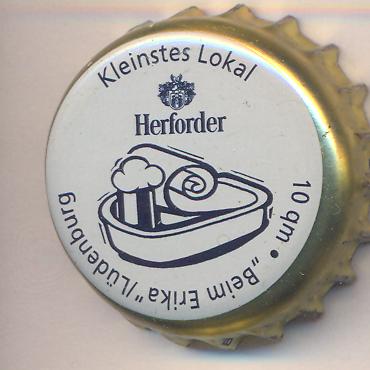 Kleinstes Lokal
Herforder
10 qm • „Beim Erika"/Lüdenburg